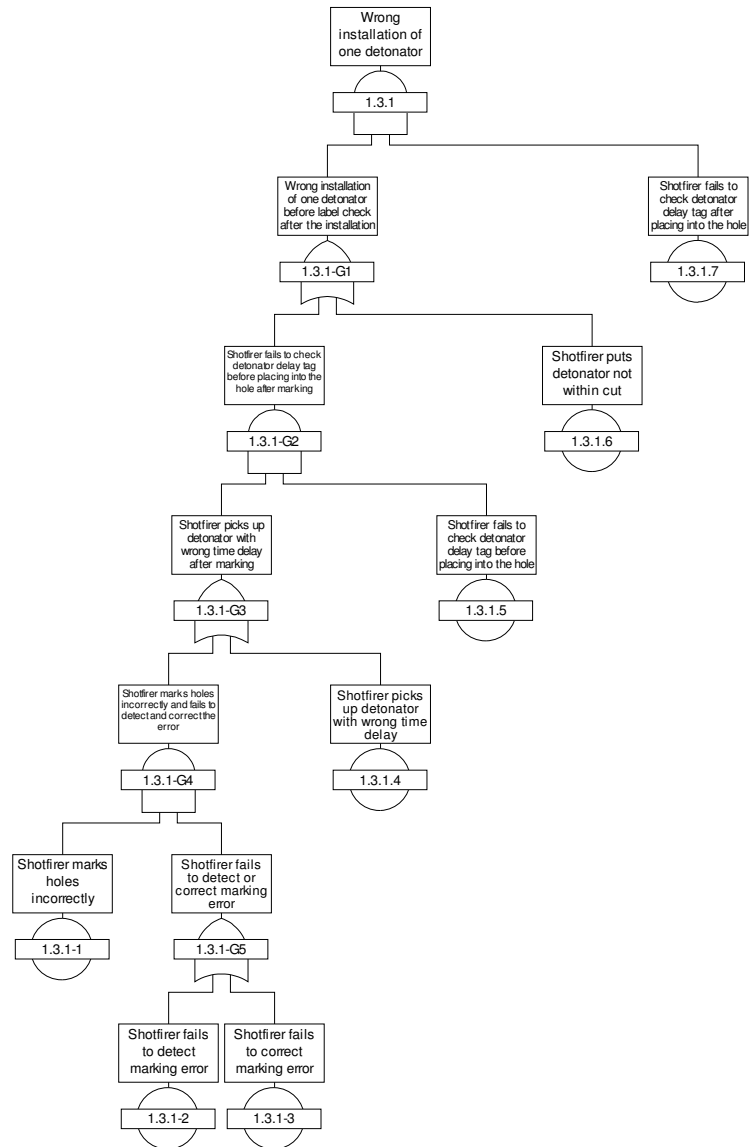 Wrong
installation of
one detonator
1.3.1
Wrong installation
of one detonator
before label check
after the installation
1.3.1-G1
Shotfirer fails to
check detonator
delay tag after
placing into the hole
1.3.1.7
Shotfirer fails to check
detonator delay tag
before placing into the
hole after marking
1.3.1-G2
Shotfirer puts
detonator not
within cut
1.3.1.6
Shotfirer picks up
detonator with
wrong time delay
after marking
1.3.1-G3
Shotfirer fails to
check detonator
delay tag before
placing into the hole
1.3.1.5
Shotfirer marks holes
incorrectly and fails to
detect and correct the
error
1.3.1-G4
Shotfirer picks
up detonator
with wrong time
delay
1.3.1.4
Shotfirer marks
holes
incorrectly
1.3.1-1
Shotfirer fails
to detect or
correct marking
error
1.3.1-G5
Shotfirer fails
to detect
marking error
1.3.1-2
Shotfirer fails
to correct
marking error
1.3.1-3